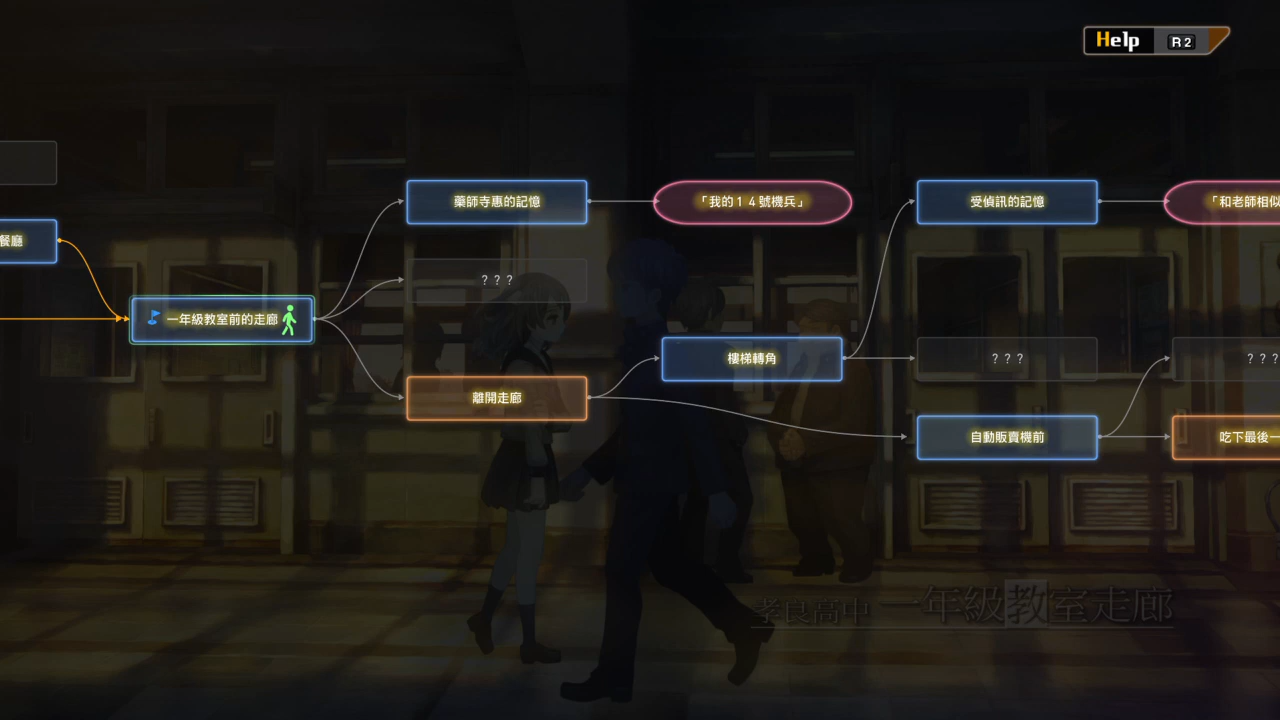 Help R2
藥師寺惠的記憶
「我的14號機兵」
受偵訊的記憶
「和老師相似
餐廳
???
一年級教室前的走廊
樓梯轉角
???
???
離開走廊
自動販賣機前
吃下最後一
孝良高中 一年級教室走廊